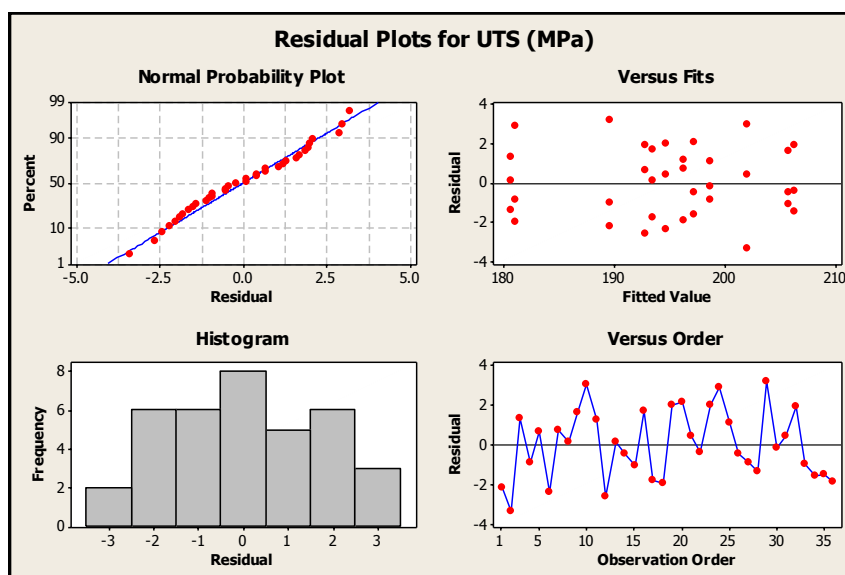 Residual Plots for UTS (MPa)
Normal Probability Plot
99
90
50
10
1
Percent
-5.0 -2.5 0.0 2.5 5.0
Residual
Versus Fits
4
2
0
-2
-4
Residual
180 190 200 210
Fitted Value
Histogram
8
6
4
2
0
Frequency
-3 -2 -1 0 1 2 3
Residual
Versus Order
4
2
0
-2
-4
Residual
1 5 10 15 20 25 30 35
Observation Order